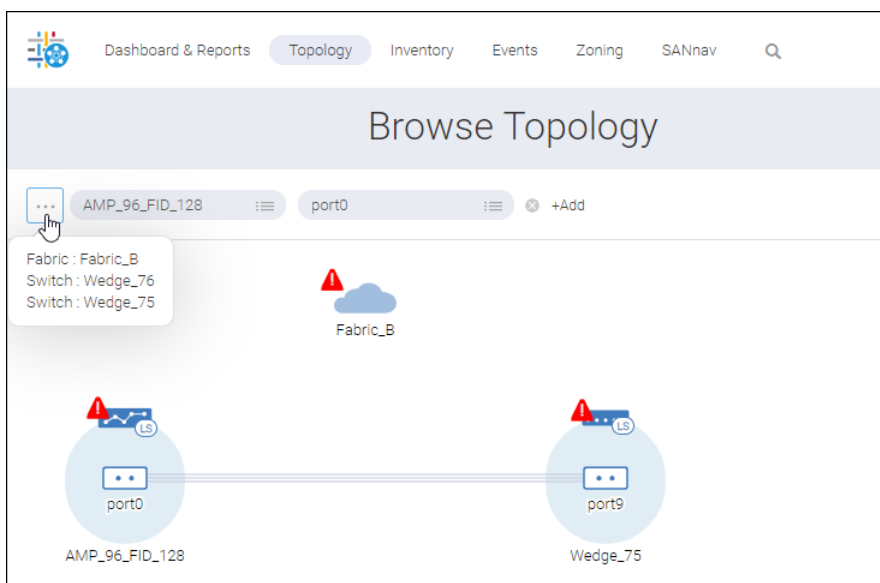 Dashboard & Reports Topology Inventory Events Zoning SANnav
Browse Topology
... AMP_96_FID_128 port0 +Add
Fabric : Fabric_B
Switch : Wedge_76
Switch : Wedge_75
Fabric_B
LS LS
port0 port9
AMP_96_FID_128 Wedge_75